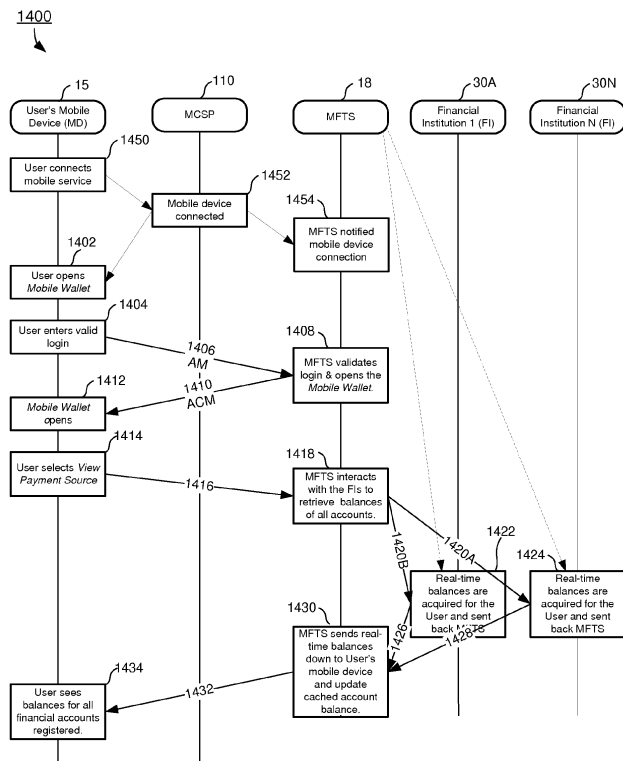 1400
15
110
18
30A
30N
User's Mobile
Device (MD)
MCSP
MFTS
Financial
Institution 1 (FI)
Financial
Institution N (FI)
1450
User connects
mobile service
1452
Mobile device
connected
1454
MFTS notified
mobile device
connection
1402
User opens
Mobile Wallet
1404
User enters valid
login
1406
AM
1408
MFTS validates
login & opens the
Mobile Wallet.
1410
ACM
1412
Mobile Wallet
opens
1414
User selects View
Payment Source
1416
1418
MFTS interacts
with the FIs to
retrieve balances
of all accounts.
1420A
1420B
1422
Real-time
balances are
acquired for the
User and sent
back MFTS
1424
Real-time
balances are
acquired for the
User and sent
back MFTS
1426
1428
1430
MFTS sends real-
time balances
down to User's
mobile device
and update
cached account
balance.
1432
1434
User sees
balances for all
financial accounts
registered.